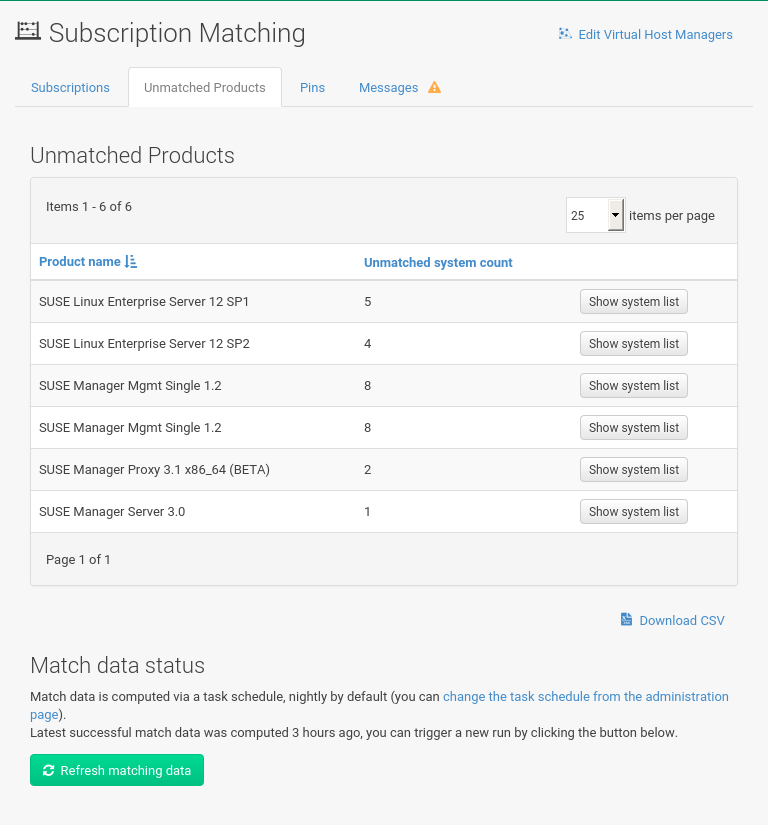 Subscription Matching
Edit Virtual Host Managers
Subscriptions Unmatched Products Pins Messages
Unmatched Products
Items 1 - 6 of 6
25 items per page
Product name Unmatched system count
SUSE Linux Enterprise Server 12 SP1 5 Show system list
SUSE Linux Enterprise Server 12 SP2 4 Show system list
SUSE Manager Mgmt Single 1.2 8 Show system list
SUSE Manager Mgmt Single 1.2 8 Show system list
SUSE Manager Proxy 3.1 x86_64 (BETA) 2 Show system list
SUSE Manager Server 3.0 1 Show system list
Page 1 of 1
Download CSV
Match data status
Match data is computed via a task schedule, nightly by default (you can change the task schedule from the administration
page).
Latest successful match data was computed 3 hours ago, you can trigger a new run by clicking the button below.
Refresh matching data